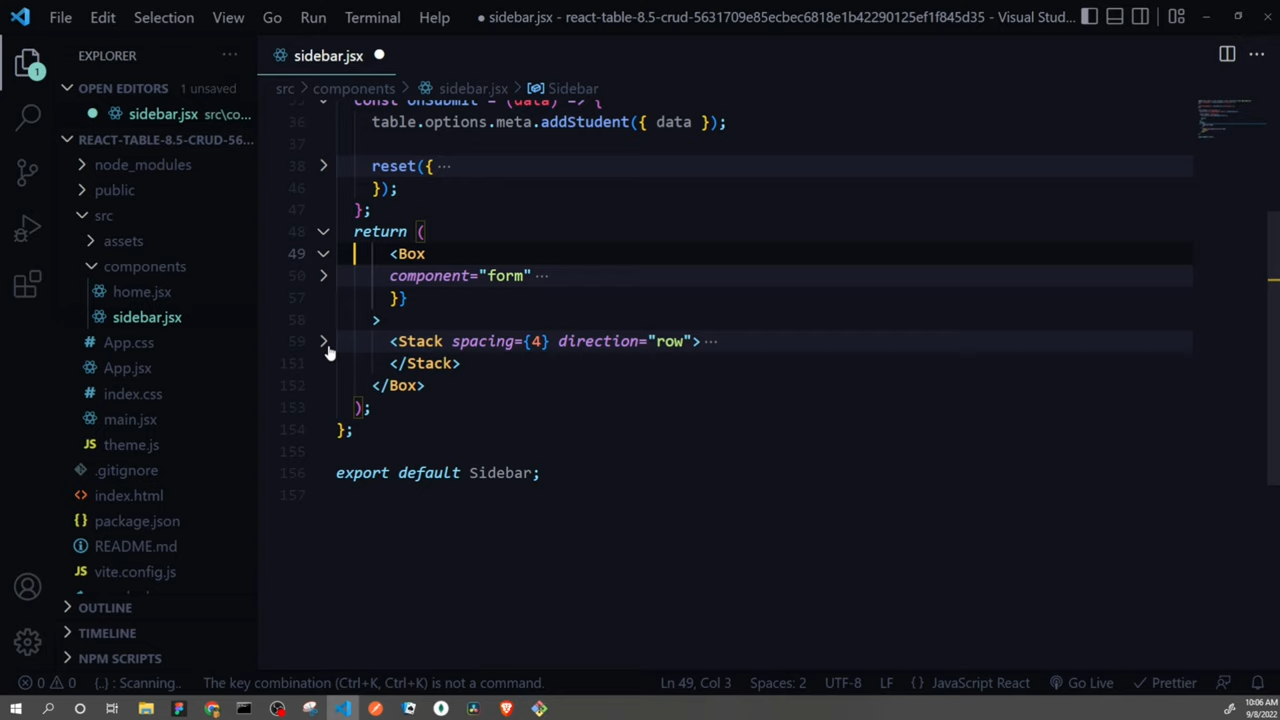 File Edit Selection View Go Run Terminal Help ● sidebar.jsx - react-table-8.5-crud-5631709e85ecbec6818e1b42290125ef1f845d35 - Visual Stud...
EXPLORER ...
1
OPEN EDITORS 1 unsaved
sidebar.jsx src\co...
REACT-TABLE-8.5-CRUD-56...
node_modules
public
src
assets
components
home.jsx
sidebar.jsx
App.css
App.jsx
index.css
main.jsx
JS theme.js
.gitignore
<> index.html
{} package.json
README.md
vite.config.js
OUTLINE
TIMELINE
NPM SCRIPTS
sidebar.jsx ●
src > components > sidebar.jsx > Sidebar
const onSubmit = (data) => {
36 table.options.meta.addStudent({ data });
37
38 reset({ ...
46 });
47 };
48 return (
49 <Box
50 component="form" ...
57 }}
58 >
59 <Stack spacing={4} direction="row"> ...
151 </Stack>
152 </Box>
153 );
154 };
155
156 export default Sidebar;
157
0 0 {..} : Scanning.. The key combination (Ctrl+K, Ctrl+K) is not a command. Ln 49, Col 3 Spaces: 2 UTF-8 LF {} JavaScript React Go Live Prettier
10:06 AM
9/8/2022